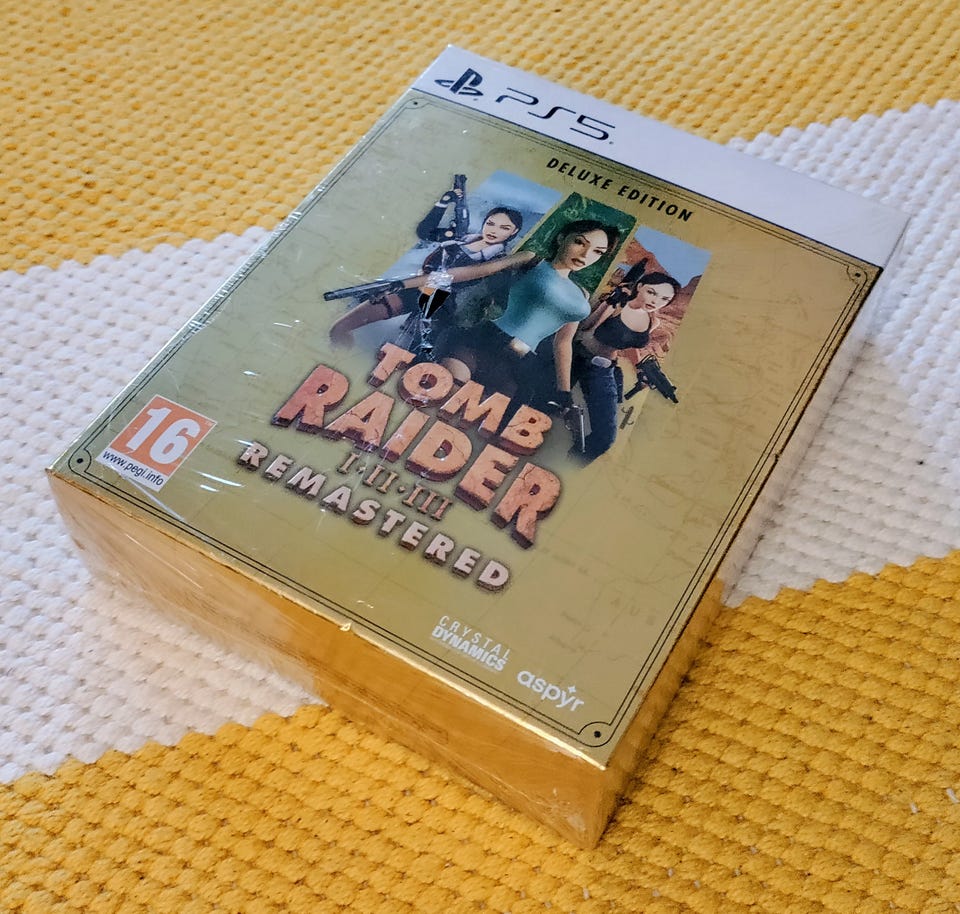 PS5
DELUXE EDITION
TOMB
RAIDER
I·II·III
REMASTERED
16
www.pegi.info
CRYSTAL
DYNAMICS
aspyr